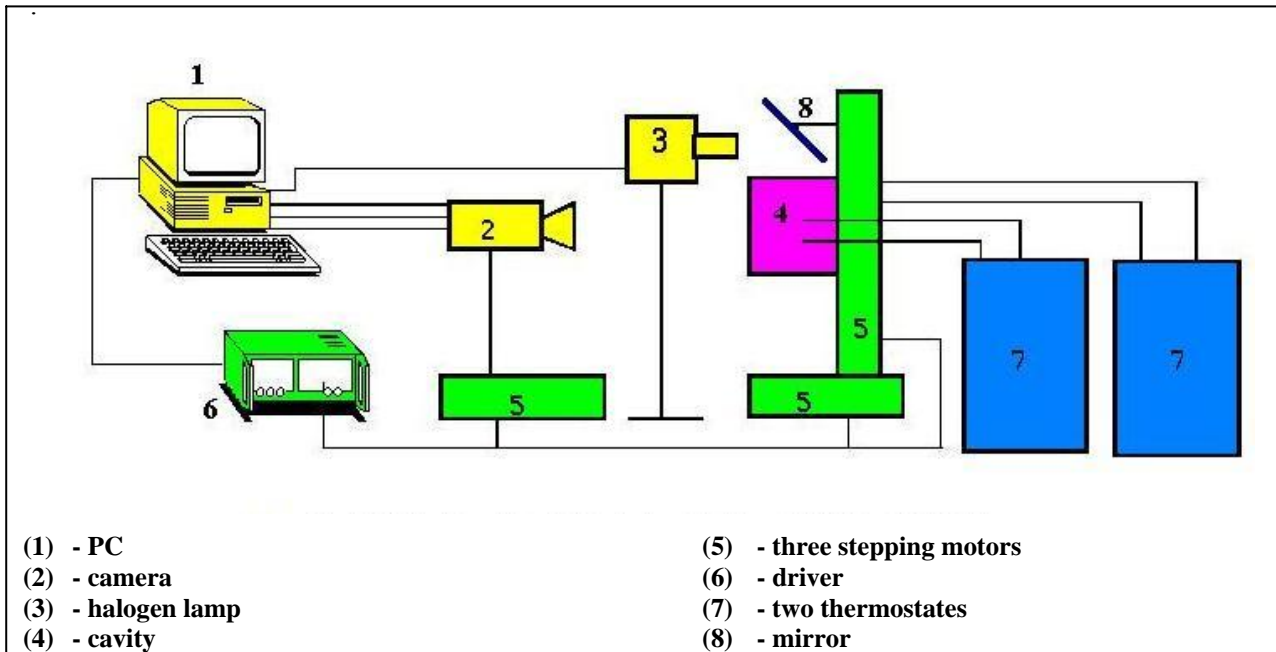 1
8
3
2
4
5
7
7
6
5
5
(1) - PC
(2) - camera
(3) - halogen lamp
(4) - cavity
(5) - three stepping motors
(6) - driver
(7) - two thermostates
(8) - mirror